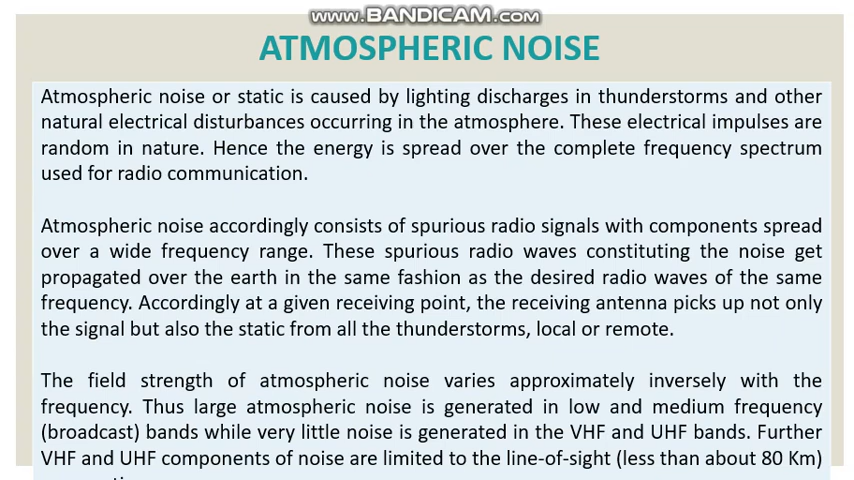 www.BANDICAM.com
ATMOSPHERIC NOISE
Atmospheric noise or static is caused by lighting discharges in thunderstorms and other
natural electrical disturbances occurring in the atmosphere. These electrical impulses are
random in nature. Hence the energy is spread over the complete frequency spectrum
used for radio communication.
Atmospheric noise accordingly consists of spurious radio signals with components spread
over a wide frequency range. These spurious radio waves constituting the noise get
propagated over the earth in the same fashion as the desired radio waves of the same
frequency. Accordingly at a given receiving point, the receiving antenna picks up not only
the signal but also the static from all the thunderstorms, local or remote.
The field strength of atmospheric noise varies approximately inversely with the
frequency. Thus large atmospheric noise is generated in low and medium frequency
(broadcast) bands while very little noise is generated in the VHF and UHF bands. Further
VHF and UHF components of noise are limited to the line-of-sight (less than about 80 Km)